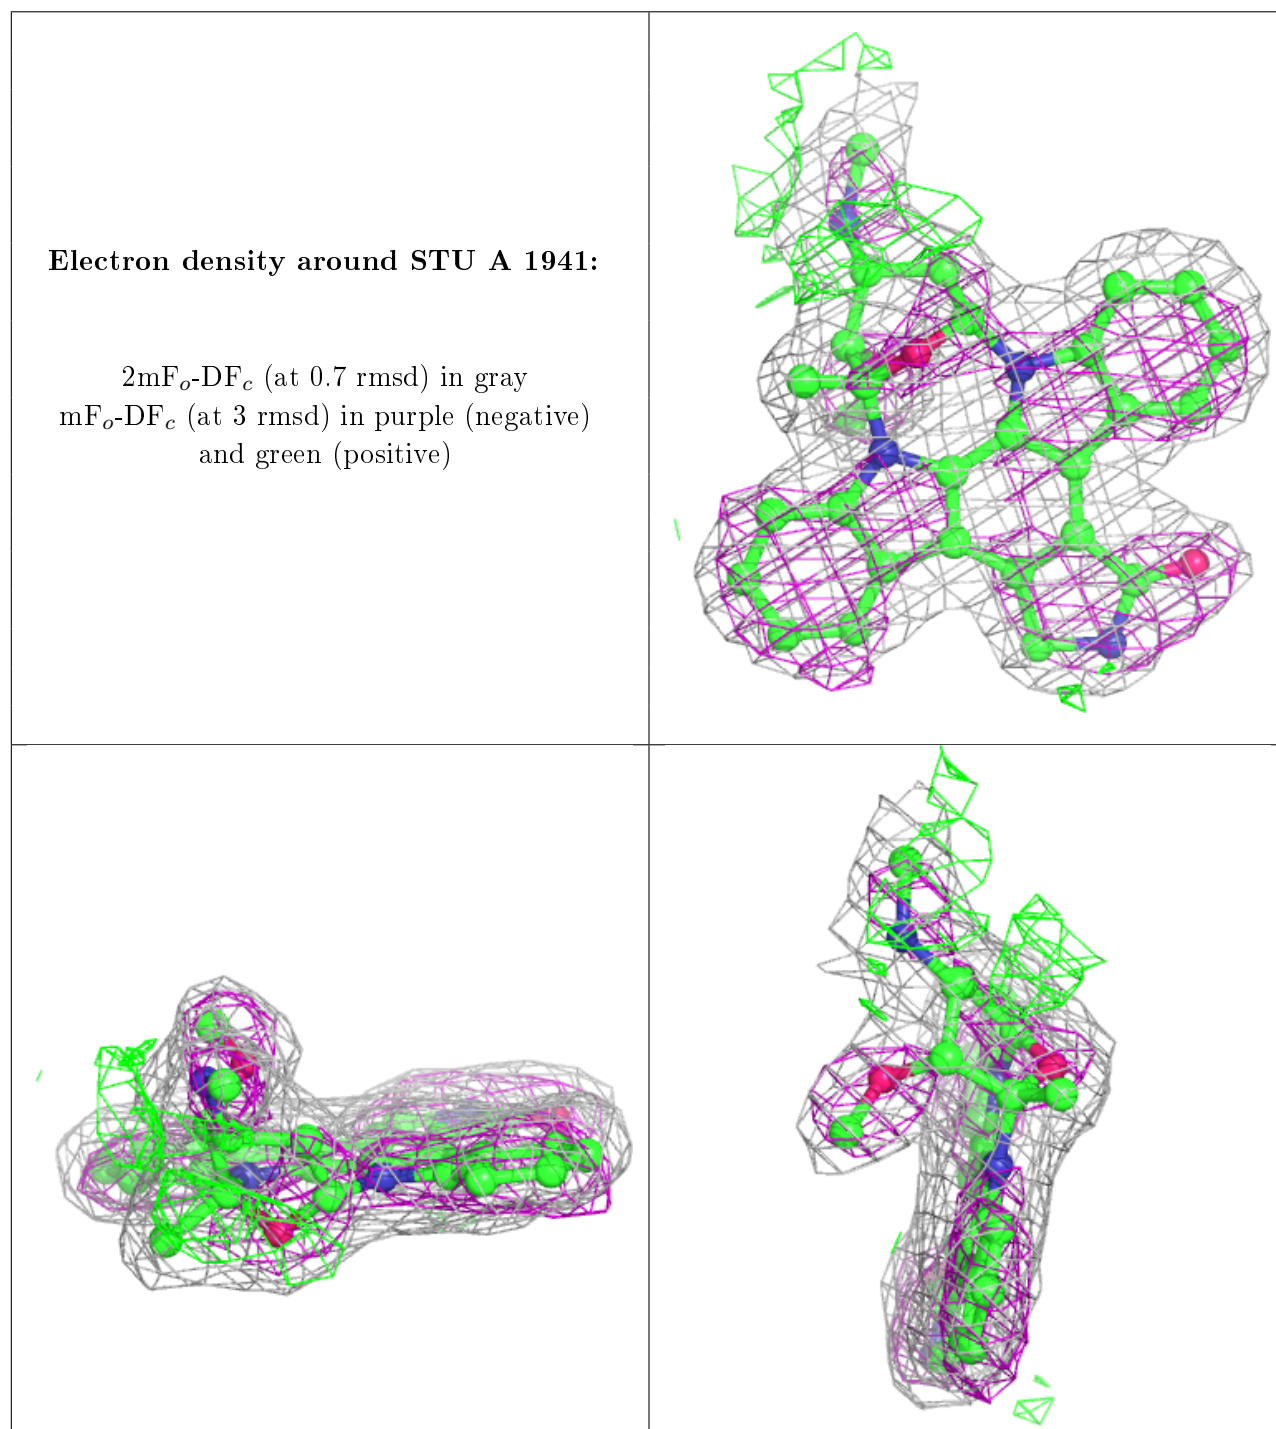 Electron density around STU A 1941:
2mFₒ-DF𝒸 (at 0.7 rmsd) in gray
mFₒ-DF𝒸 (at 3 rmsd) in purple (negative)
and green (positive)